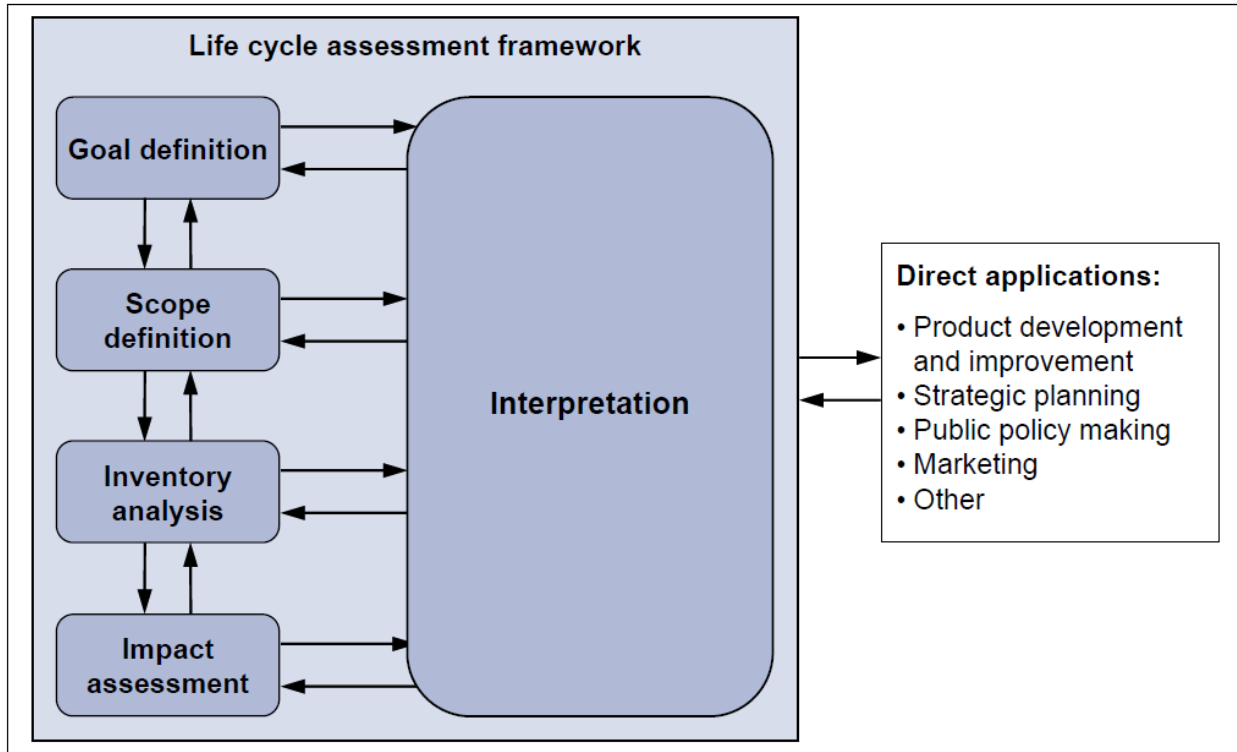 Life cycle assessment framework
Goal definition
Scope
definition
Inventory
analysis
Impact
assessment
Interpretation
Direct applications:
• Product development
and improvement
• Strategic planning
• Public policy making
• Marketing
• Other